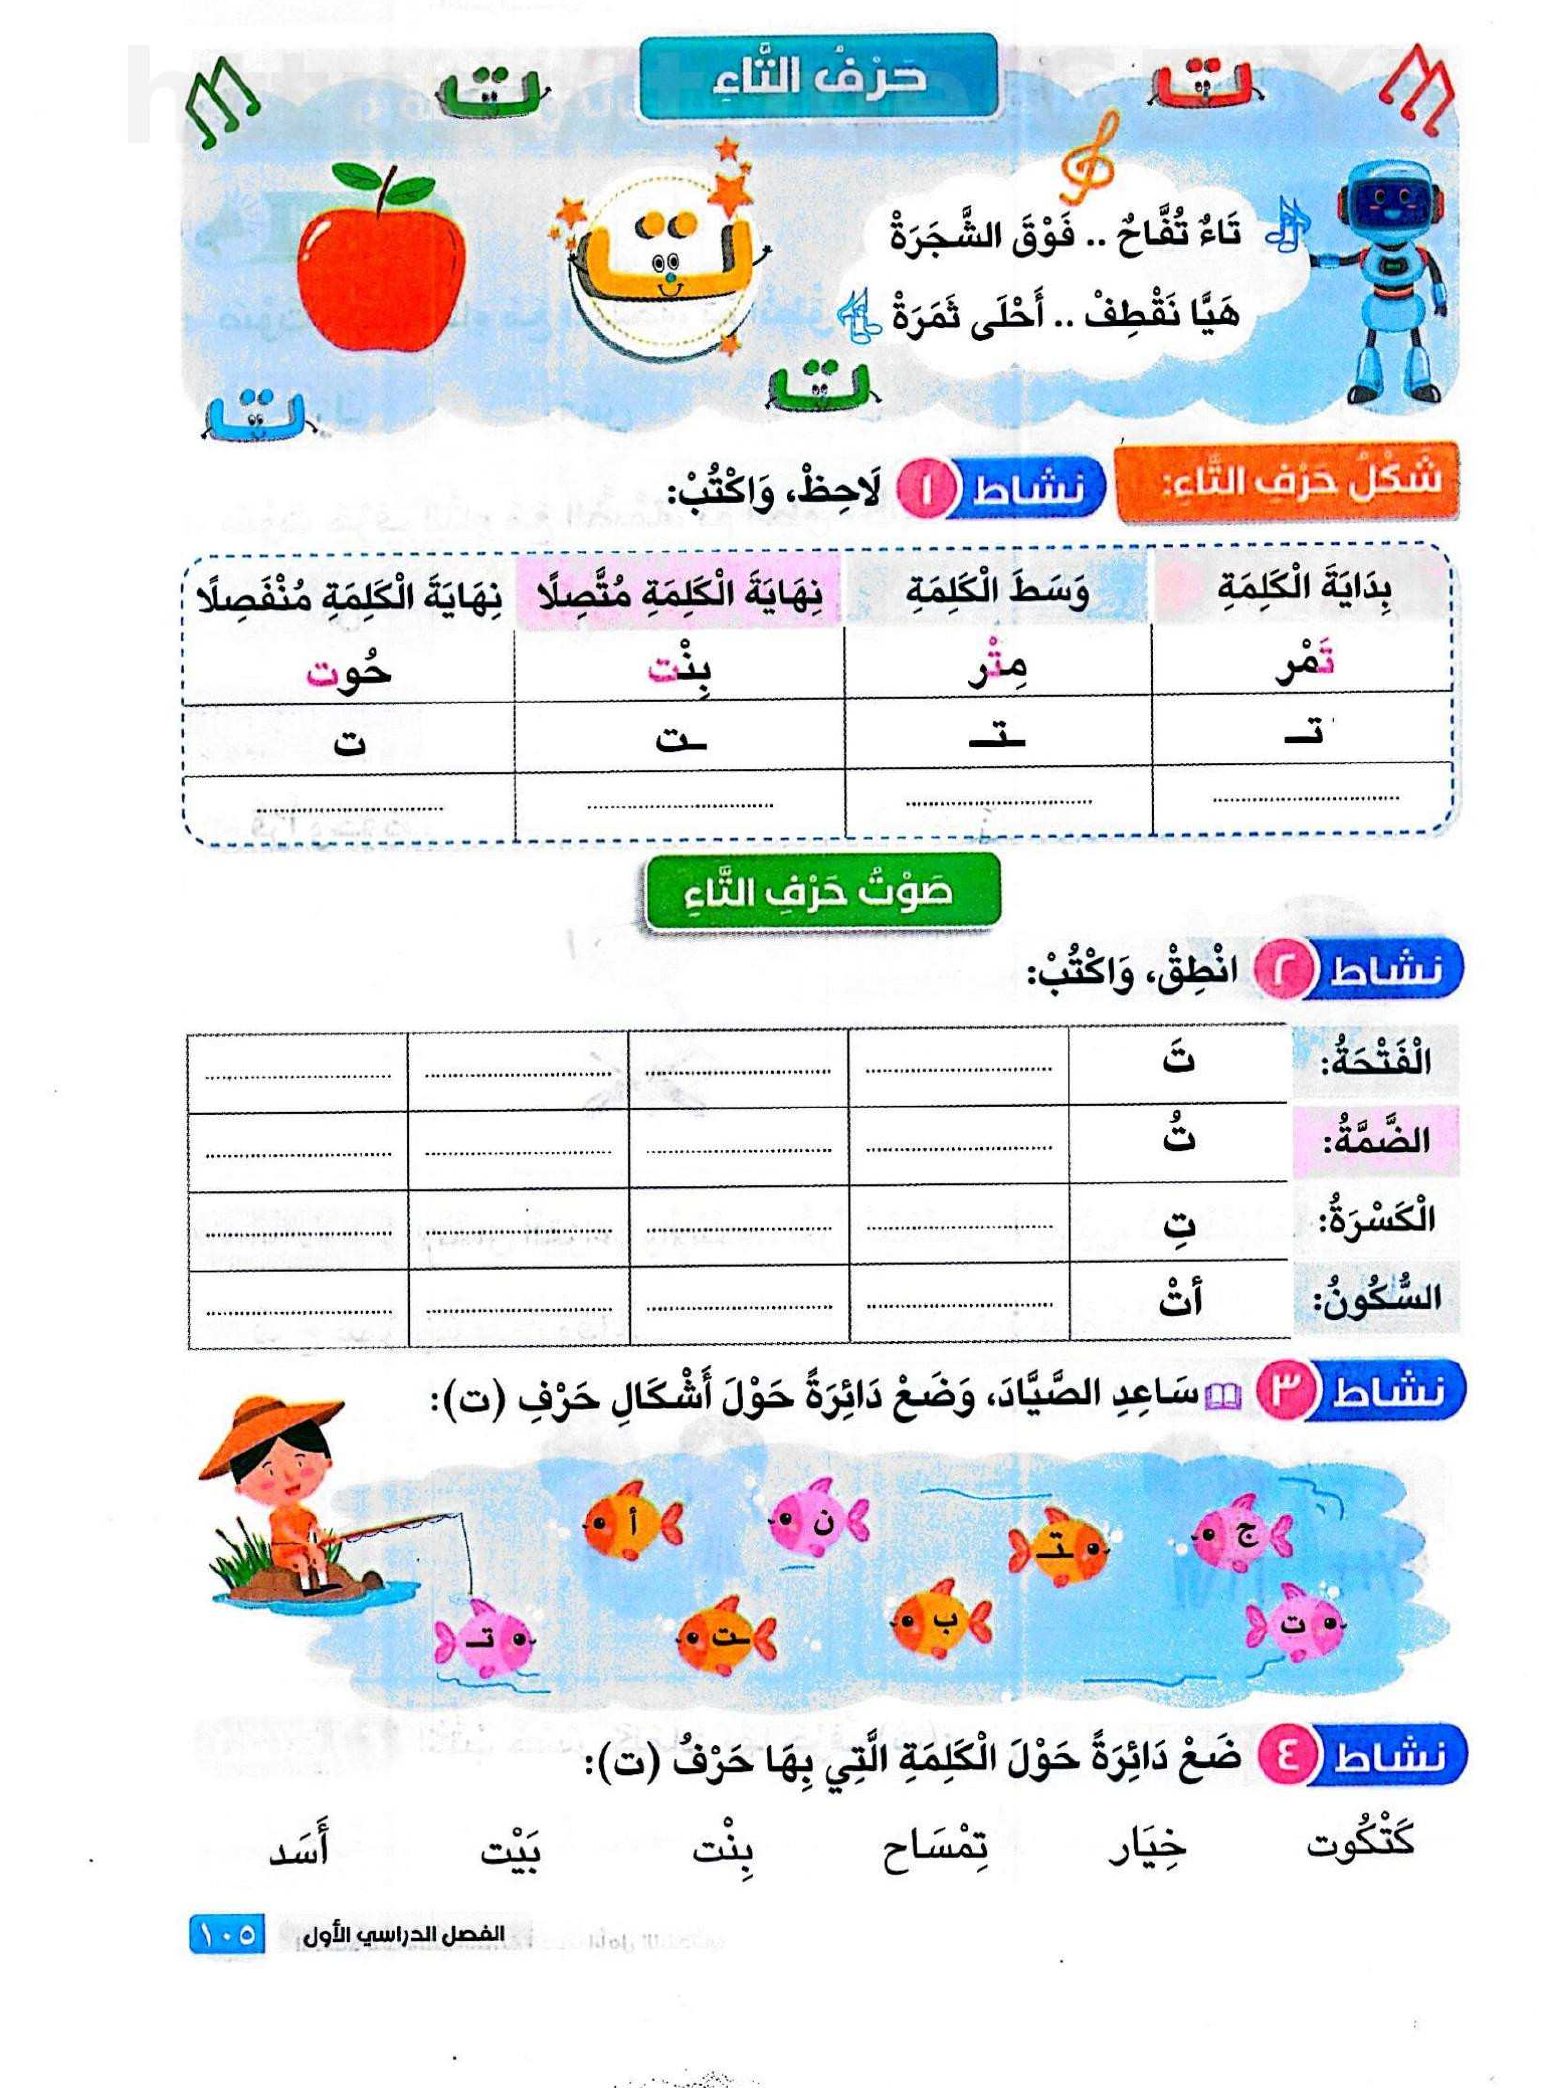 حَرْفُ التَّاءِ
تَاءُ تُفَّاحٌ .. فَوْقَ الشَّجَرَةْ
هَيَّا نَقْطِفْ .. أَحْلَى ثَمَرَةْ
شَكْلُ حَرْفِ التَّاءِ:
نشاط ١ لَاحِظْ، وَاكْتُبْ:
بِدَايَةَ الْكَلِمَةِ وَسَطَ الْكَلِمَةِ نِهَايَةَ الْكَلِمَةِ مُتَّصِلًا نِهَايَةَ الْكَلِمَةِ مُنْفَصِلًا
تَمْر مِتْر بِنْت حُوت
تـ ـتـ ـت ت
صَوْتُ حَرْفِ التَّاءِ
نشاط ٢ انْطِقْ، وَاكْتُبْ:
الْفَتْحَةُ: تَ
الضَّمَّةُ: تُ
الْكَسْرَةُ: تِ
السُّكُونُ: أتْ
نشاط ٣ سَاعِدِ الصَّيَّادَ، وَضَعْ دَائِرَةً حَوْلَ أَشْكَالِ حَرْفِ (ت):
ج ـتـ ن أ
ت ب ـت تـ
نشاط ٤ ضَعْ دَائِرَةً حَوْلَ الْكَلِمَةِ الَّتِي بِهَا حَرْفُ (ت):
كَتْكُوت خِيَار تِمْسَاح بِنْت بَيْت أَسَد
الفصل الدراسي الأول ١٠٥